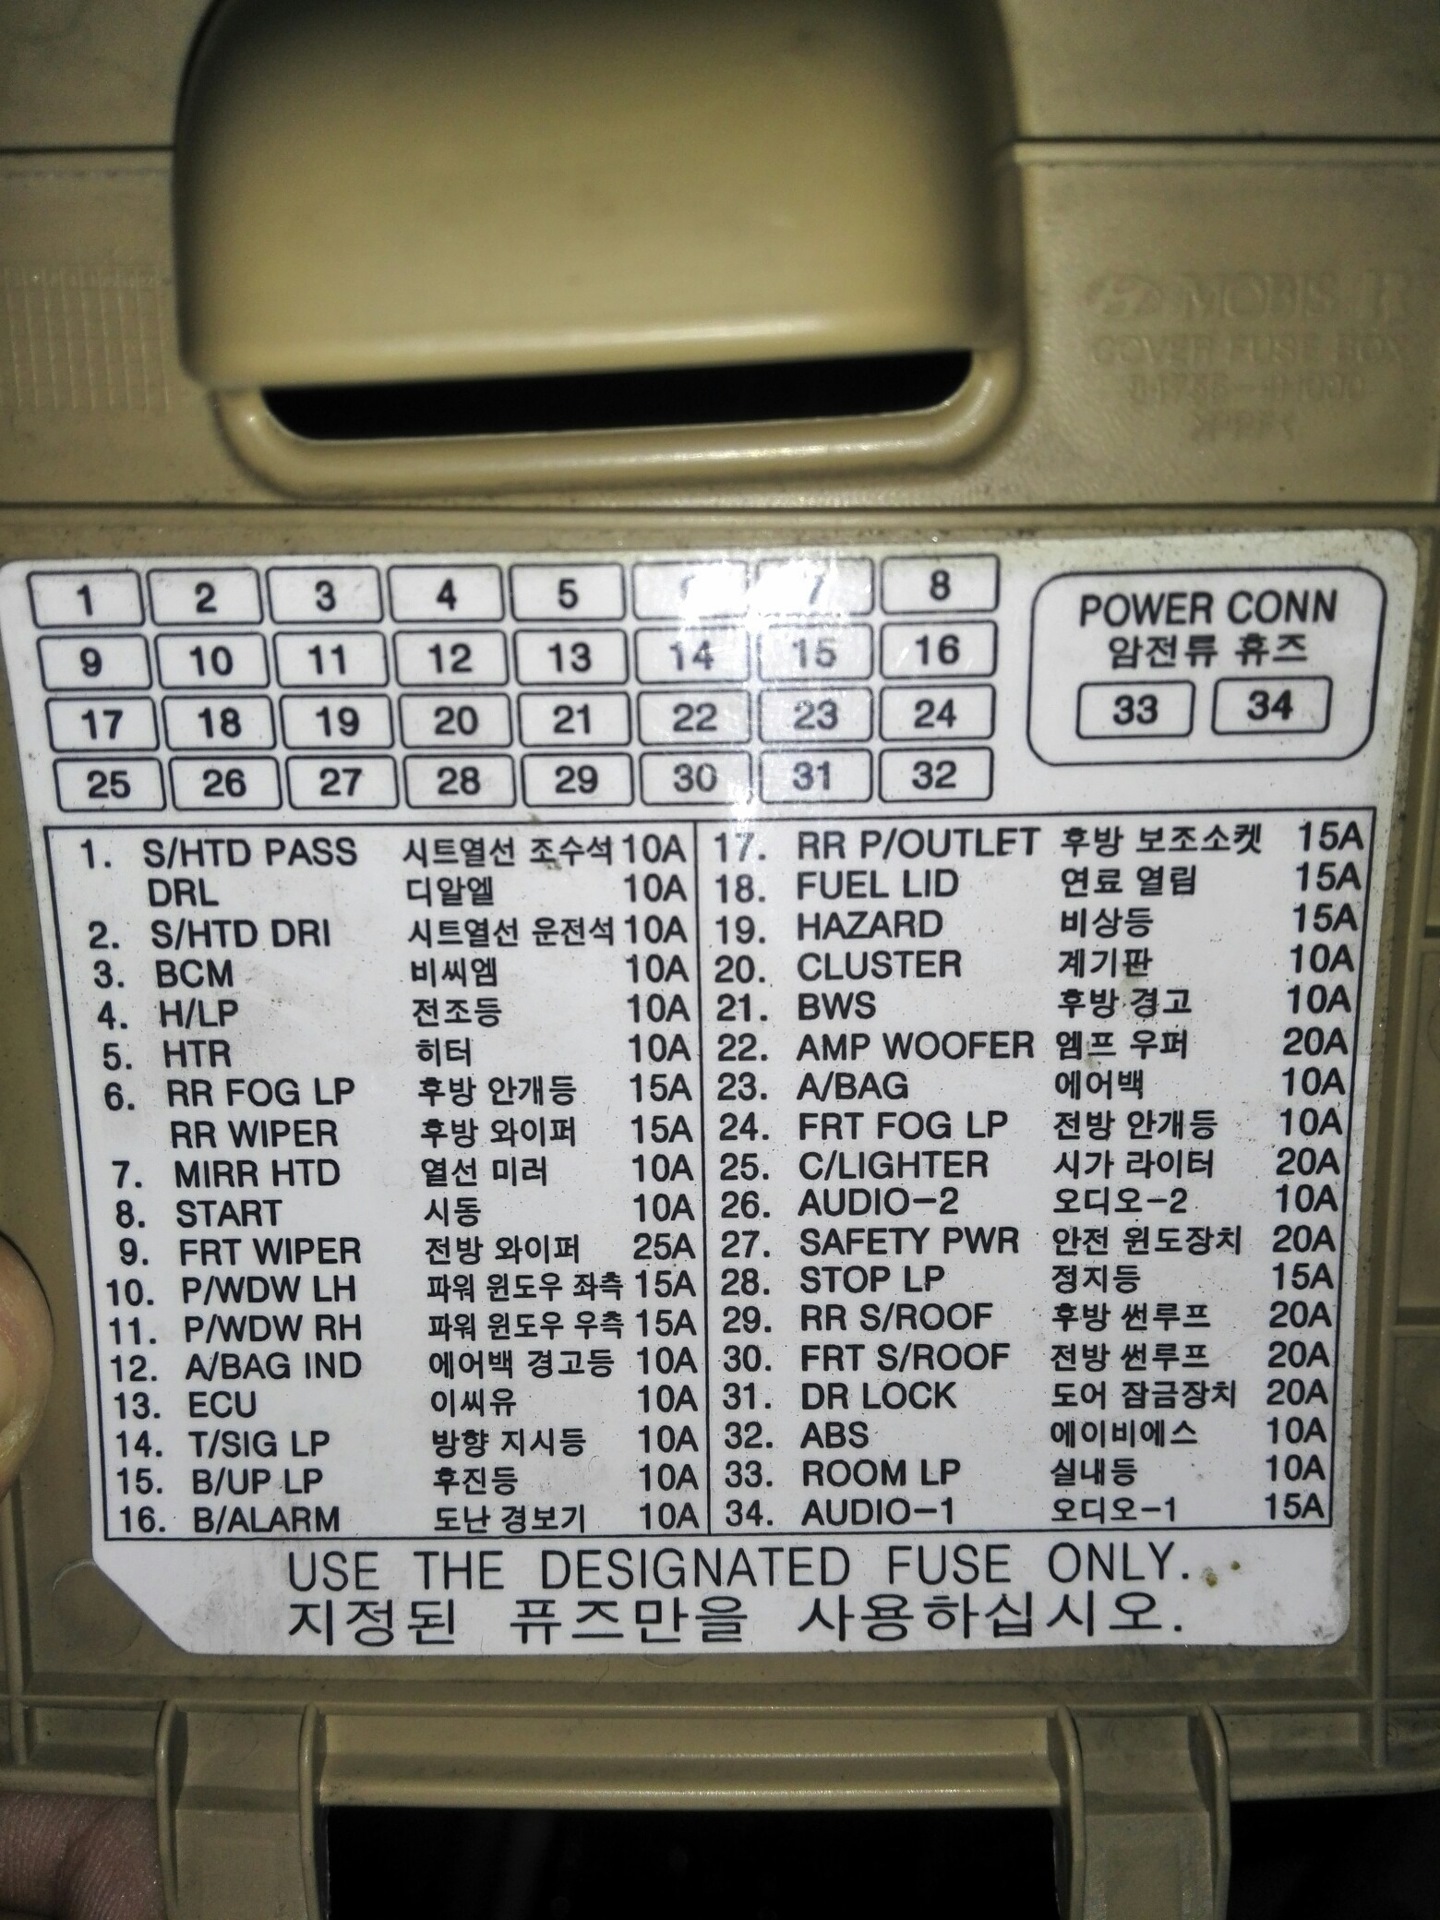 MOBIS
COVER FUSE BOX
1 2 3 4 5 6 7 8
9 10 11 12 13 14 15 16
17 18 19 20 21 22 23 24
25 26 27 28 29 30 31 32
POWER CONN
암전류 휴즈
33 34
1. S/HTD PASS 시트열선 조수석 10A
DRL 디알엘 10A
2. S/HTD DRI 시트열선 운전석 10A
3. BCM 비씨엠 10A
4. H/LP 전조등 10A
5. HTR 히터 10A
6. RR FOG LP 후방 안개등 15A
RR WIPER 후방 와이퍼 15A
7. MIRR HTD 열선 미러 10A
8. START 시동 10A
9. FRT WIPER 전방 와이퍼 25A
10. P/WDW LH 파워 윈도우 좌측 15A
11. P/WDW RH 파워 윈도우 우측 15A
12. A/BAG IND 에어백 경고등 10A
13. ECU 이씨유 10A
14. T/SIG LP 방향 지시등 10A
15. B/UP LP 후진등 10A
16. B/ALARM 도난 경보기 10A
17. RR P/OUTLET 후방 보조소켓 15A
18. FUEL LID 연료 열림 15A
19. HAZARD 비상등 15A
20. CLUSTER 계기판 10A
21. BWS 후방 경고 10A
22. AMP WOOFER 엠프 우퍼 20A
23. A/BAG 에어백 10A
24. FRT FOG LP 전방 안개등 10A
25. C/LIGHTER 시가 라이터 20A
26. AUDIO-2 오디오-2 10A
27. SAFETY PWR 안전 윈도장치 20A
28. STOP LP 정지등 15A
29. RR S/ROOF 후방 썬루프 20A
30. FRT S/ROOF 전방 썬루프 20A
31. DR LOCK 도어 잠금장치 20A
32. ABS 에이비에스 10A
33. ROOM LP 실내등 10A
34. AUDIO-1 오디오-1 15A
USE THE DESIGNATED FUSE ONLY.
지정된 퓨즈만을 사용하십시오.